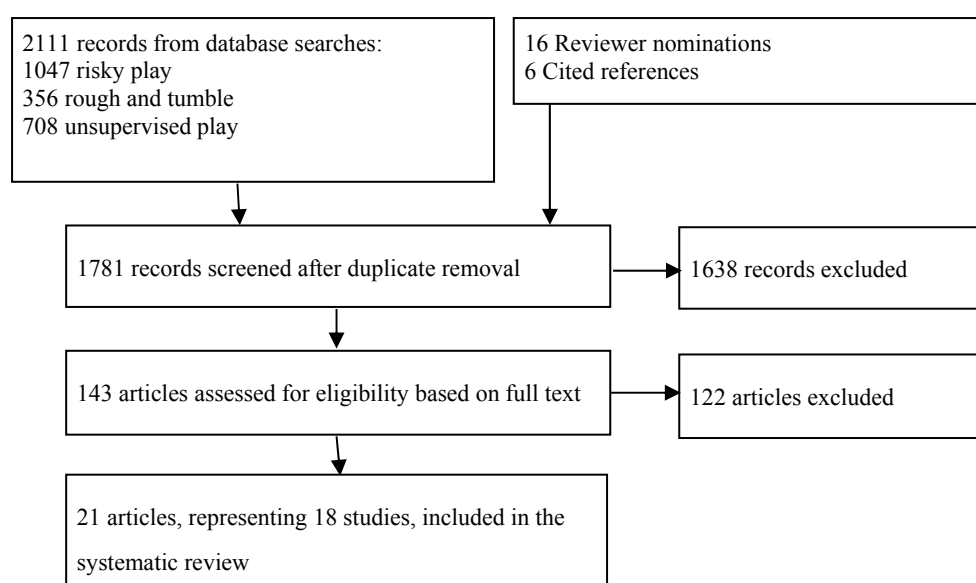 2111 records from database searches:
1047 risky play
356 rough and tumble
708 unsupervised play
16 Reviewer nominations
6 Cited references
1781 records screened after duplicate removal
1638 records excluded
143 articles assessed for eligibility based on full text
122 articles excluded
21 articles, representing 18 studies, included in the
systematic review